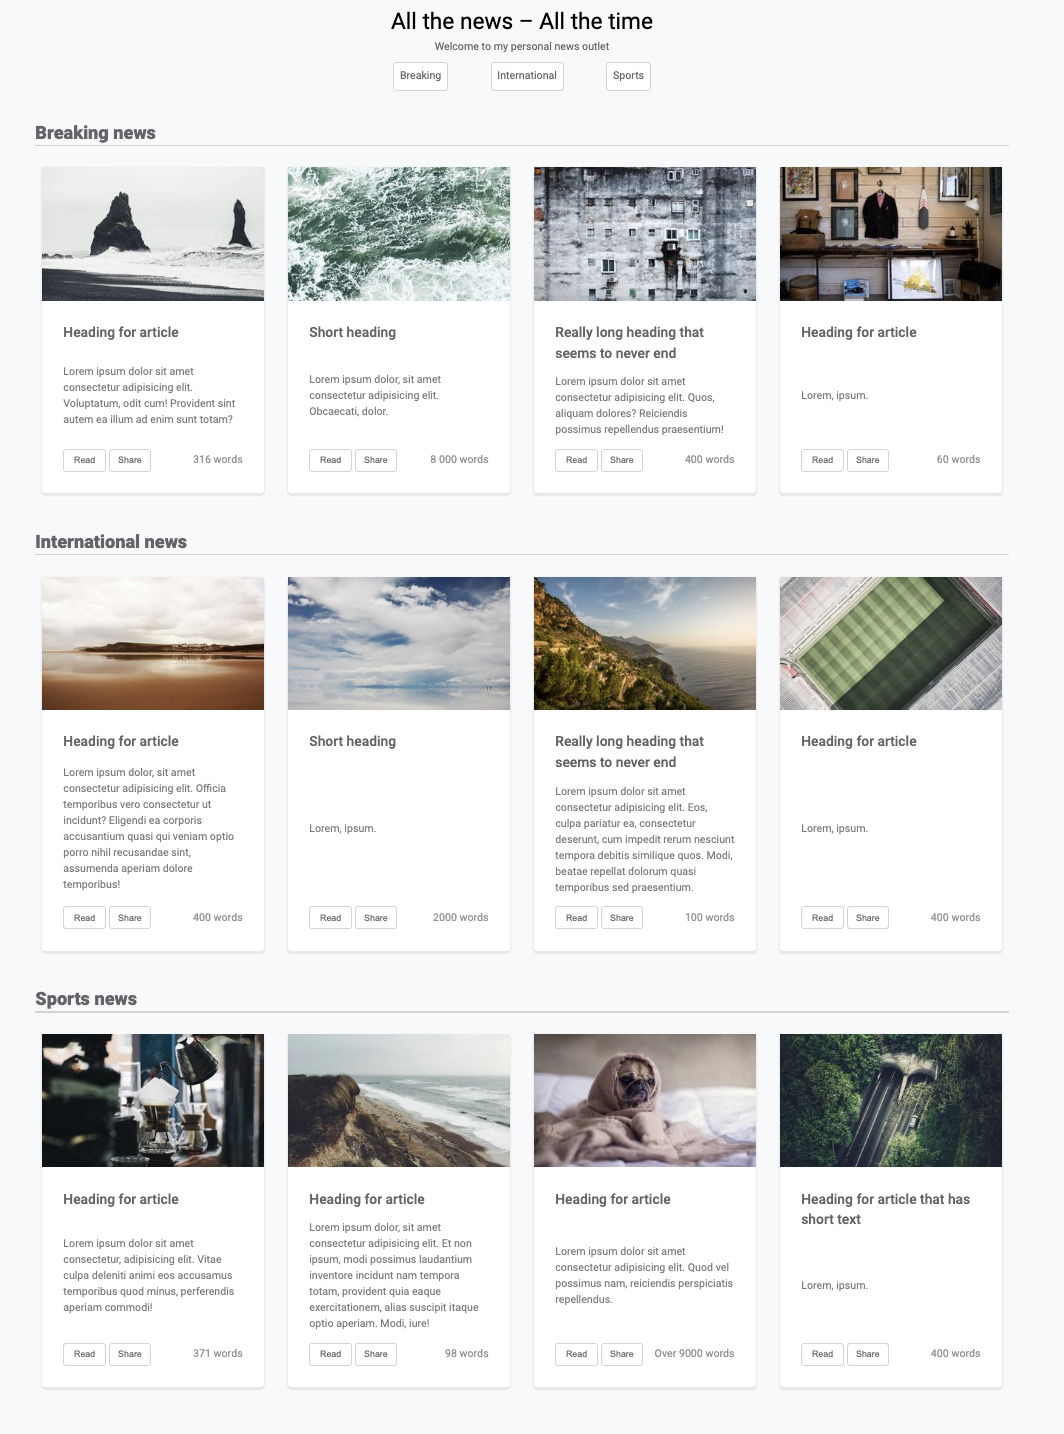 All the news – All the time
Welcome to my personal news outlet
Breaking International Sports
Breaking news
Heading for article
Lorem ipsum dolor sit amet
consectetur adipisicing elit.
Voluptatum, odit cum! Provident sint
autem ea illum ad enim sunt totam?
Read Share 316 words
Short heading
Lorem ipsum dolor, sit amet
consectetur adipisicing elit.
Obcaecati, dolor.
Read Share 8 000 words
Really long heading that
seems to never end
Lorem ipsum dolor sit amet
consectetur adipisicing elit. Quos,
aliquam dolores? Reiciendis
possimus repellendus praesentium!
Read Share 400 words
Heading for article
Lorem, ipsum.
Read Share 60 words
International news
Heading for article
Lorem ipsum dolor, sit amet
consectetur adipisicing elit. Officia
temporibus vero consectetur ut
incidunt? Eligendi ea corporis
accusantium quasi qui veniam optio
porro nihil recusandae sint,
assumenda aperiam dolore
temporibus!
Read Share 400 words
Short heading
Lorem, ipsum.
Read Share 2000 words
Really long heading that
seems to never end
Lorem ipsum dolor sit amet
consectetur adipisicing elit. Eos,
culpa pariatur ea, consectetur
deserunt, cum impedit rerum nesciunt
tempora debitis similique quos. Modi,
beatae repellat dolorum quasi
temporibus sed praesentium.
Read Share 100 words
Heading for article
Lorem, ipsum.
Read Share 400 words
Sports news
Heading for article
Lorem ipsum dolor sit amet
consectetur, adipisicing elit. Vitae
culpa deleniti animi eos accusamus
temporibus quod minus, perferendis
aperiam commodi!
Read Share 371 words
Heading for article
Lorem ipsum dolor, sit amet
consectetur adipisicing elit. Et non
ipsum, modi possimus laudantium
inventore incidunt nam tempora
totam, provident quia eaque
exercitationem, alias suscipit itaque
optio aperiam. Modi, iure!
Read Share 98 words
Heading for article
Lorem ipsum dolor sit amet
consectetur adipisicing elit. Quod vel
possimus nam, reiciendis perspiciatis
repellendus.
Read Share Over 9000 words
Heading for article that has
short text
Lorem, ipsum.
Read Share 400 words